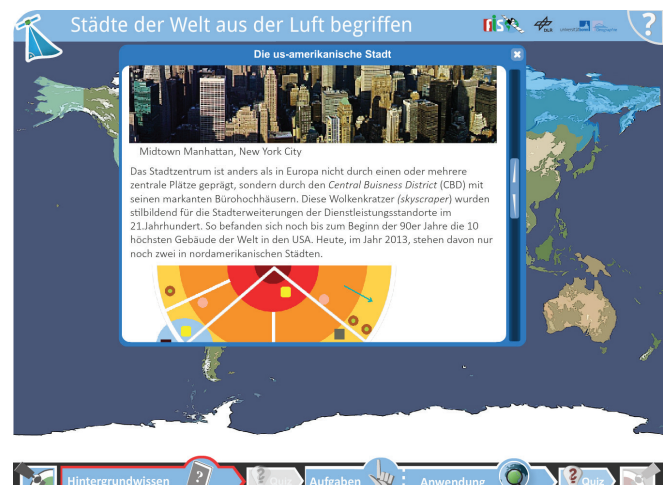 Städte der Welt aus der Luft begriffen
fis
DLR
?
Die us-amerikanische Stadt
Midtown Manhattan, New York City
Das Stadtzentrum ist anders als in Europa nicht durch einen oder mehrere
zentrale Plätze geprägt, sondern durch den Central Buisness District (CBD) mit
seinen markanten Bürohochhäusern. Diese Wolkenkratzer (skyscraper) wurden
stilbildend für die Stadterweiterungen der Dienstleistungsstandorte im
21.Jahrhundert. So befanden sich noch bis zum Beginn der 90er Jahre die 10
höchsten Gebäude der Welt in den USA. Heute, im Jahr 2013, stehen davon nur
noch zwei in nordamerikanischen Städten.
Hintergrundwissen ? ? Quiz Aufgaben Anwendung ? Quiz